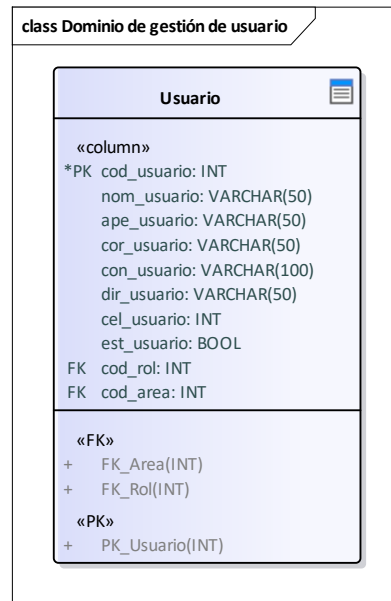 class Dominio de gestión de usuario
Usuario
«column»
*PK cod_usuario: INT
nom_usuario: VARCHAR(50)
ape_usuario: VARCHAR(50)
cor_usuario: VARCHAR(50)
con_usuario: VARCHAR(100)
dir_usuario: VARCHAR(50)
cel_usuario: INT
est_usuario: BOOL
FK cod_rol: INT
FK cod_area: INT
«FK»
+ FK_Area(INT)
+ FK_Rol(INT)
«PK»
+ PK_Usuario(INT)